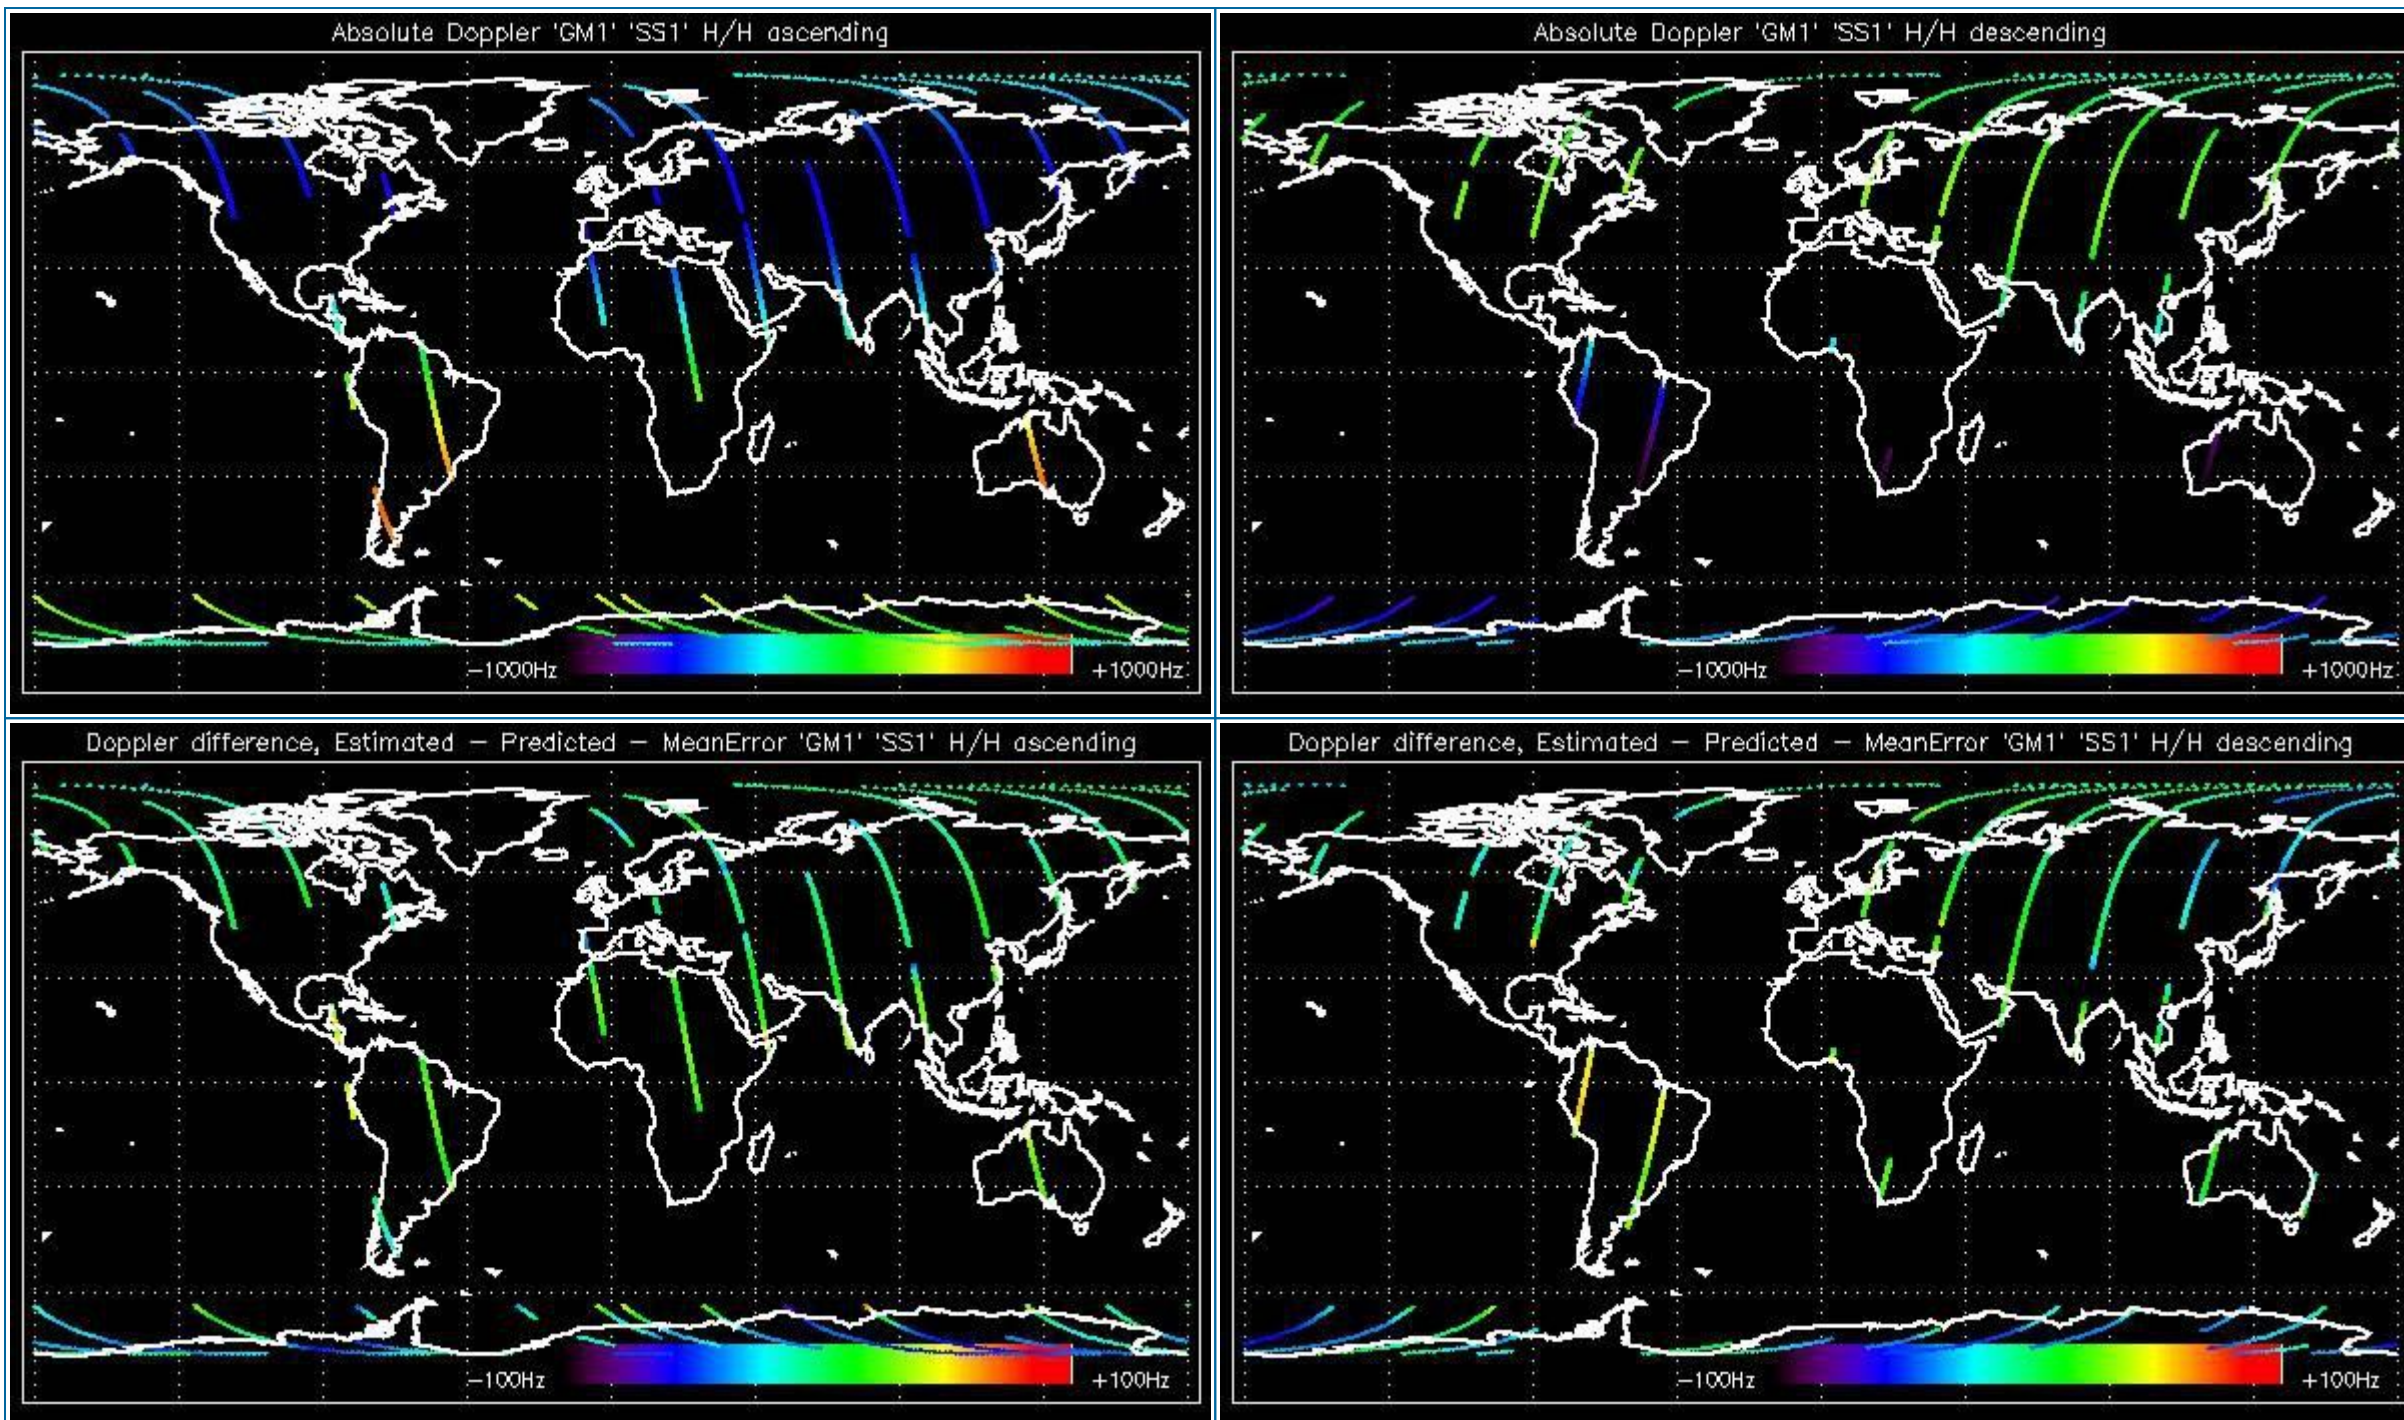 Absolute Doppler 'GM1' 'SS1' H/H ascending
-1000Hz
+1000Hz
Absolute Doppler 'GM1' 'SS1' H/H descending
-1000Hz
+1000Hz
Doppler difference, Estimated - Predicted - MeanError 'GM1' 'SS1' H/H ascending
-100Hz
+100Hz
Doppler difference, Estimated - Predicted - MeanError 'GM1' 'SS1' H/H descending
-100Hz
+100Hz